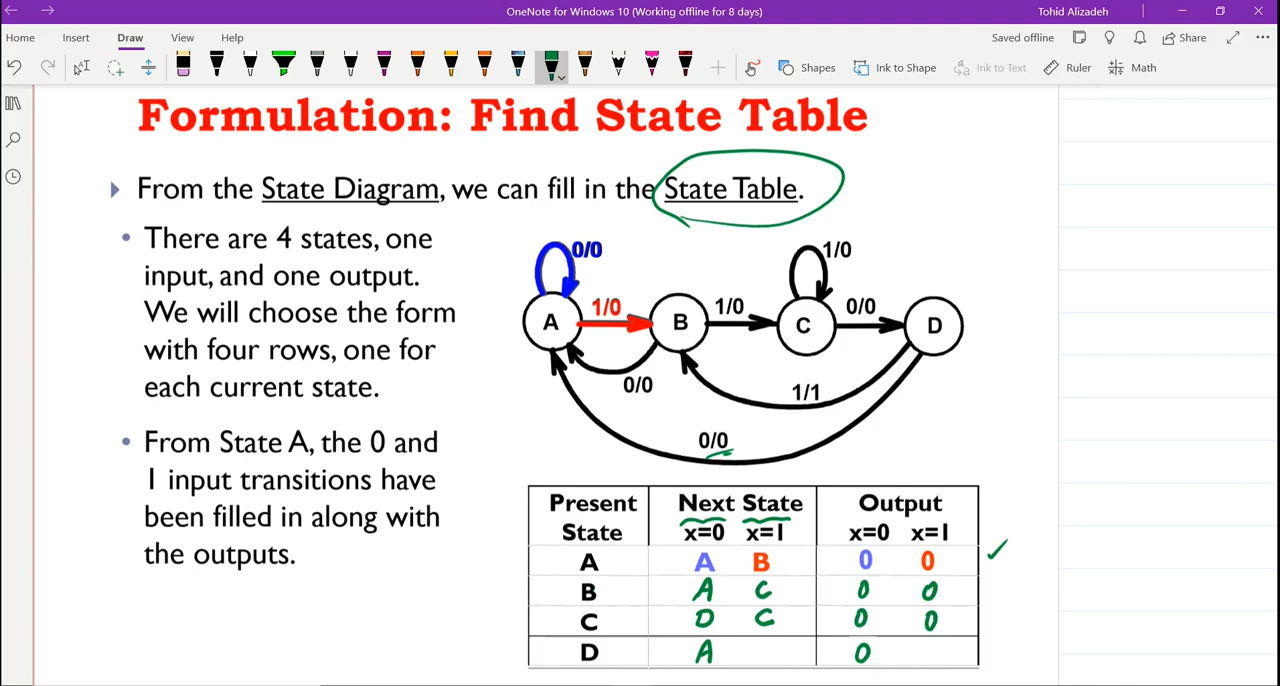 OneNote for Windows 10 (Working offline for 8 days)
Tohid Alizadeh
Home Insert Draw View Help
Saved offline
Share
Shapes
Ink to Shape
Ink to Text
Ruler
Math
Formulation: Find State Table
From the State Diagram, we can fill in the State Table.
• There are 4 states, one
input, and one output.
We will choose the form
with four rows, one for
each current state.
• From State A, the 0 and
1 input transitions have
been filled in along with
the outputs.
0/0
1/0
1/0
1/0
0/0
A
B
C
D
0/0
1/1
0/0
Present State Next State Output
x=0 x=1 x=0 x=1
A A B 0 0
B A C 0 0
C D C 0 0
D A 0